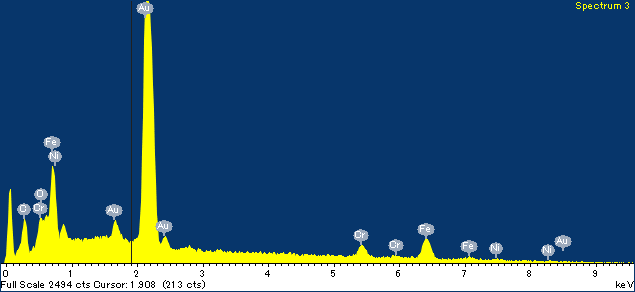 Spectrum 3
Au
Fe
Ni
O
C Cr Au Au Cr Cr Fe Fe Ni Ni Au
0 1 2 3 4 5 6 7 8 9
Full Scale 2494 cts Cursor: 1.908 (213 cts) keV